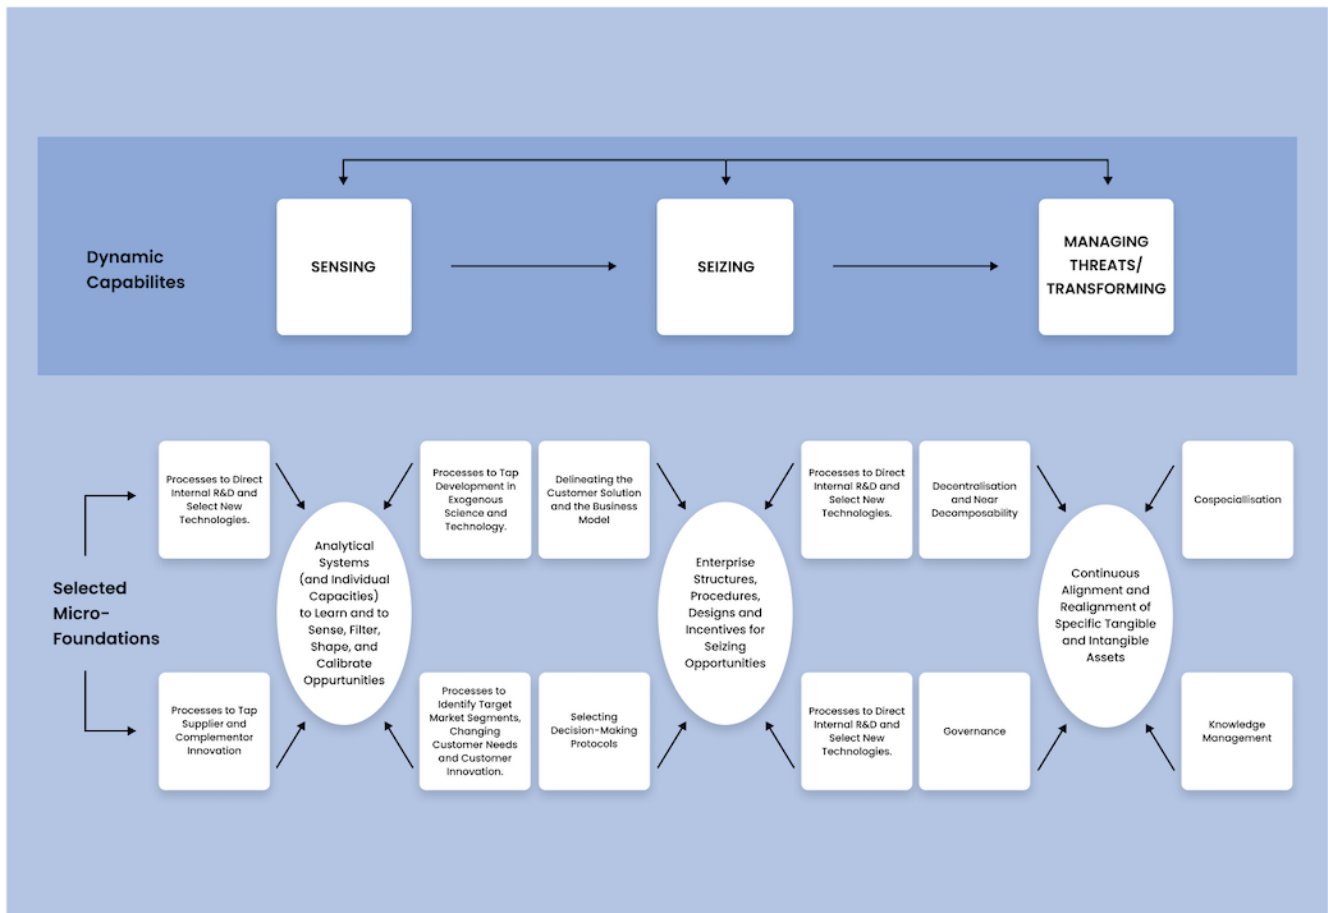 Dynamic
Capabilites
SENSING
SEIZING
MANAGING
THREATS/
TRANSFORMING
Selected
Micro-
Foundations
Processes to Direct
Internal R&D and
Select New
Technologies.
Analytical
Systems
(and Individual
Capacities)
to Learn and to
Sense, Filter,
Shape, and
Calibrate
Oppurtunities
Processes to Tap
Development in
Exogenous
Science and
Technology.
Processes to Tap
Supplier and
Complementor
Innovation
Processes to
Identify Target
Market Segments,
Changing
Customer Needs
and Customer
Innovation.
Delineating the
Customer Solution
and the Business
Model
Enterprise
Structures,
Procedures,
Designs and
Incentives for
Seizing
Opportunities
Processes to Direct
Internal R&D and
Select New
Technologies.
Selecting
Decision-Making
Protocols
Processes to Direct
Internal R&D and
Select New
Technologies.
Decentralisation
and Near
Decomposability
Continuous
Alignment and
Realignment of
Specific Tangible
and Intangible
Assets
Cospeciallisation
Governance
Knowledge
Management